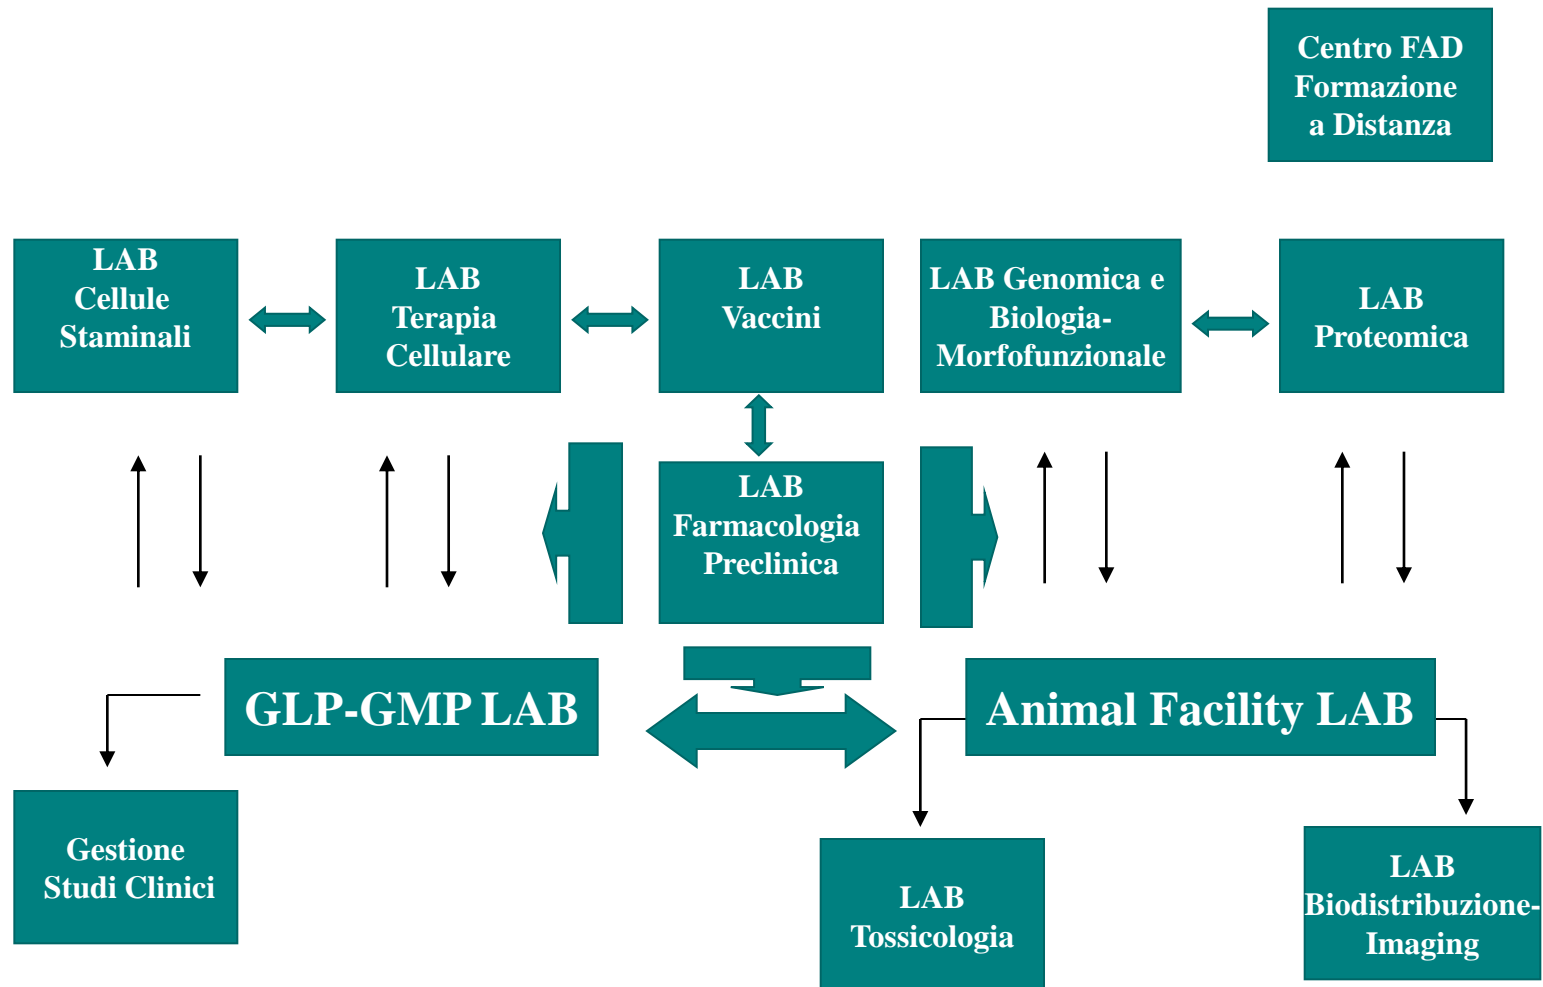 Centro FAD
Formazione
a Distanza
LAB
Cellule
Staminali
LAB
Terapia
Cellulare
LAB
Vaccini
LAB Genomica e
Biologia-
Morfofunzionale
LAB
Proteomica
LAB
Farmacologia
Preclinica
GLP-GMP LAB
Animal Facility LAB
Gestione
Studi Clinici
LAB
Tossicologia
LAB
Biodistribuzione-
Imaging